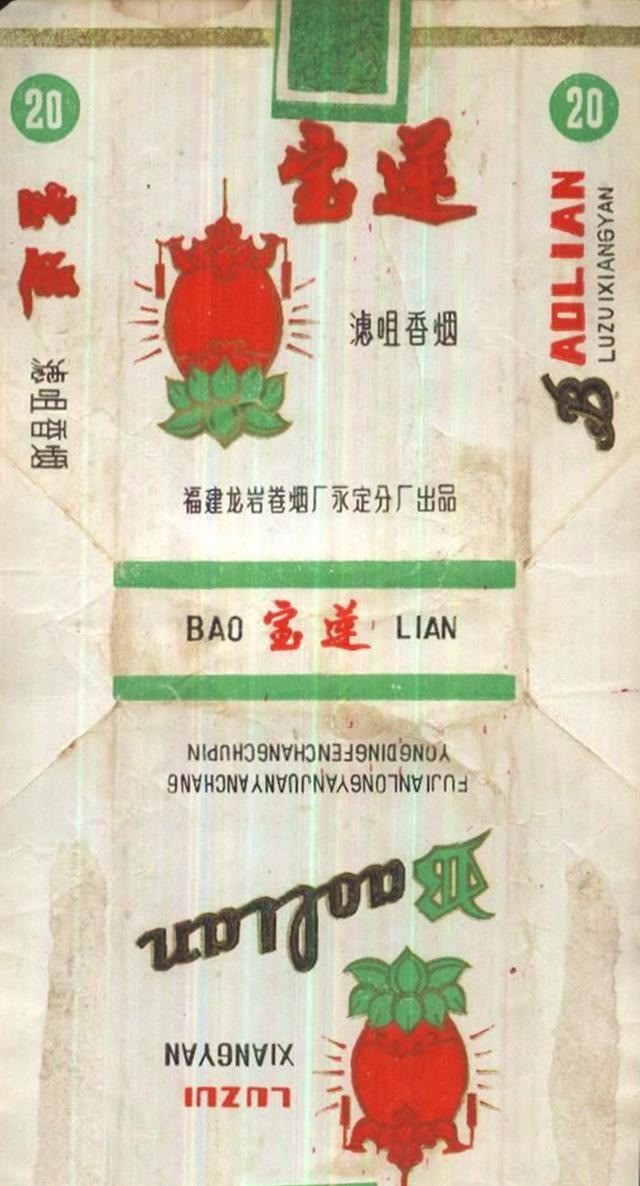 20
宝莲
滤咀香烟
宝莲
滤咀香烟
福建龙岩卷烟厂永定分厂出品
20
BAOLIAN
LUZUIXIANGYAN
BAO 宝莲 LIAN
FUJIANLONGYANJUANYANCHANG
YONGDINGFENCHANGCHUPIN
Baolian
LUZUI
XIANGYAN